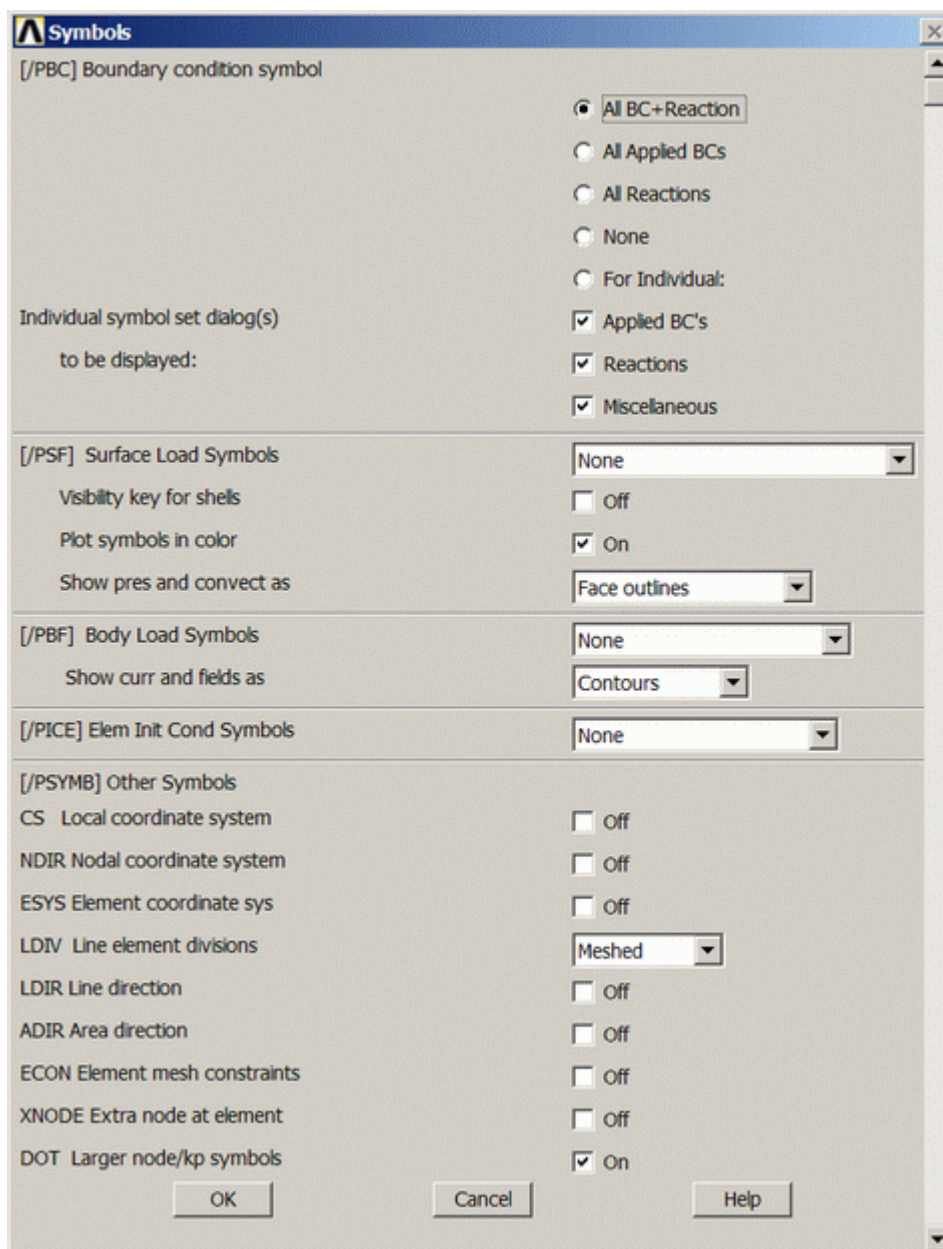 Symbols
[/PBC] Boundary condition symbol
All BC+Reaction
All Applied BCs
All Reactions
None
For Individual:
Individual symbol set dialog(s) Applied BC's
to be displayed: Reactions
Miscellaneous
[/PSF] Surface Load Symbols None
Visibility key for shells Off
Plot symbols in color On
Show pres and convect as Face outlines
[/PBF] Body Load Symbols None
Show curr and fields as Contours
[/PICE] Elem Init Cond Symbols None
[/PSYMB] Other Symbols
CS Local coordinate system Off
NDIR Nodal coordinate system Off
ESYS Element coordinate sys Off
LDIV Line element divisions Meshed
LDIR Line direction Off
ADIR Area direction Off
ECON Element mesh constraints Off
XNODE Extra node at element Off
DOT Larger node/kp symbols On
OK Cancel Help